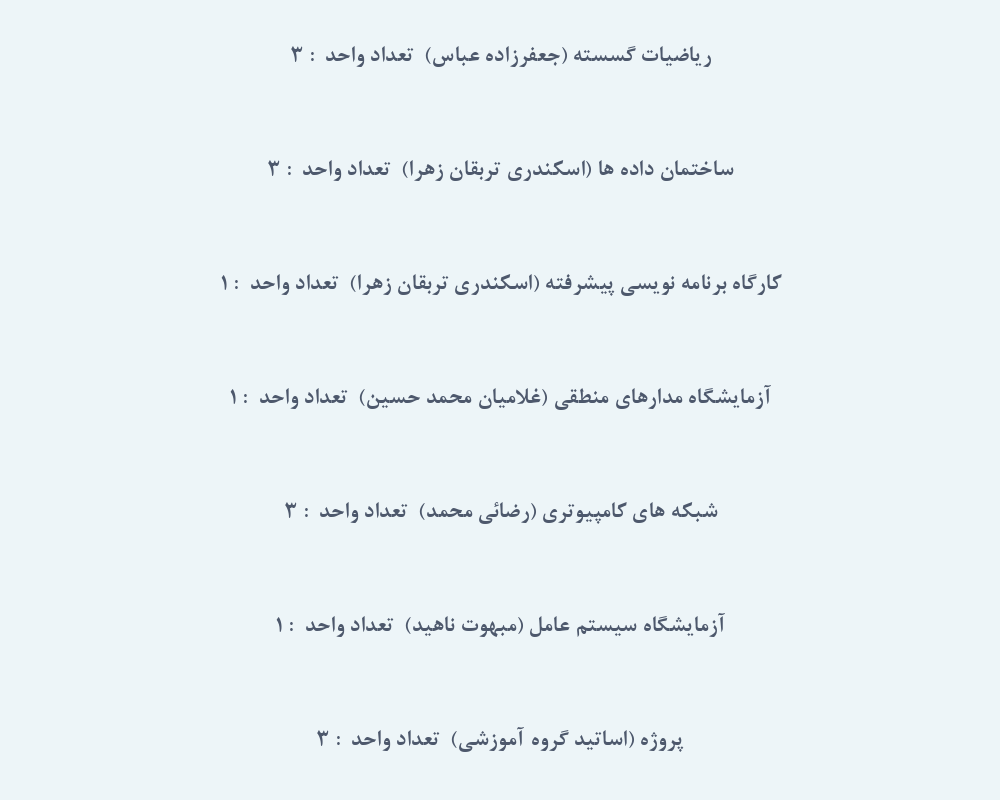 ریاضیات گسسته (جعفرزاده عباس) تعداد واحد : ۳
ساختمان داده ها (اسکندری تربقان زهرا) تعداد واحد : ۳
کارگاه برنامه نویسی پیشرفته (اسکندری تربقان زهرا) تعداد واحد : ۱
آزمایشگاه مدارهای منطقی (غلامیان محمد حسین) تعداد واحد : ۱
شبکه های کامپیوتری (رضائی محمد) تعداد واحد : ۳
آزمایشگاه سیستم عامل (مبهوت ناهید) تعداد واحد : ۱
پروژه (اساتید گروه آموزشی) تعداد واحد : ۳